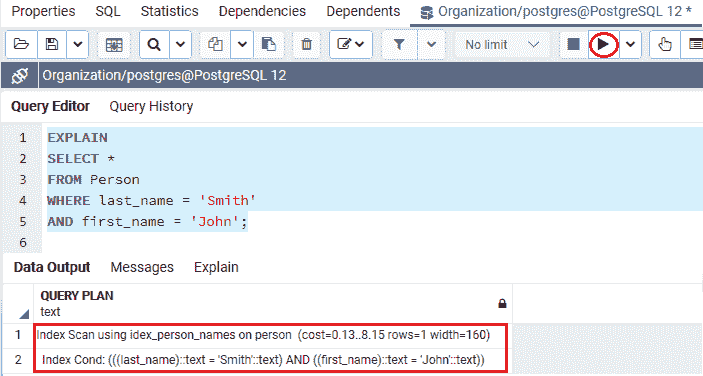 Properties SQL Statistics Dependencies Dependents Organization/postgres@PostgreSQL 12 *
No limit
Organization/postgres@PostgreSQL 12
Query Editor Query History
1 EXPLAIN
2 SELECT *
3 FROM Person
4 WHERE last_name = 'Smith'
5 AND first_name = 'John';
6
Data Output Messages Explain
QUERY PLAN
text
1 Index Scan using idex_person_names on person (cost=0.13..8.15 rows=1 width=160)
2 Index Cond: (((last_name)::text = 'Smith'::text) AND ((first_name)::text = 'John'::text))